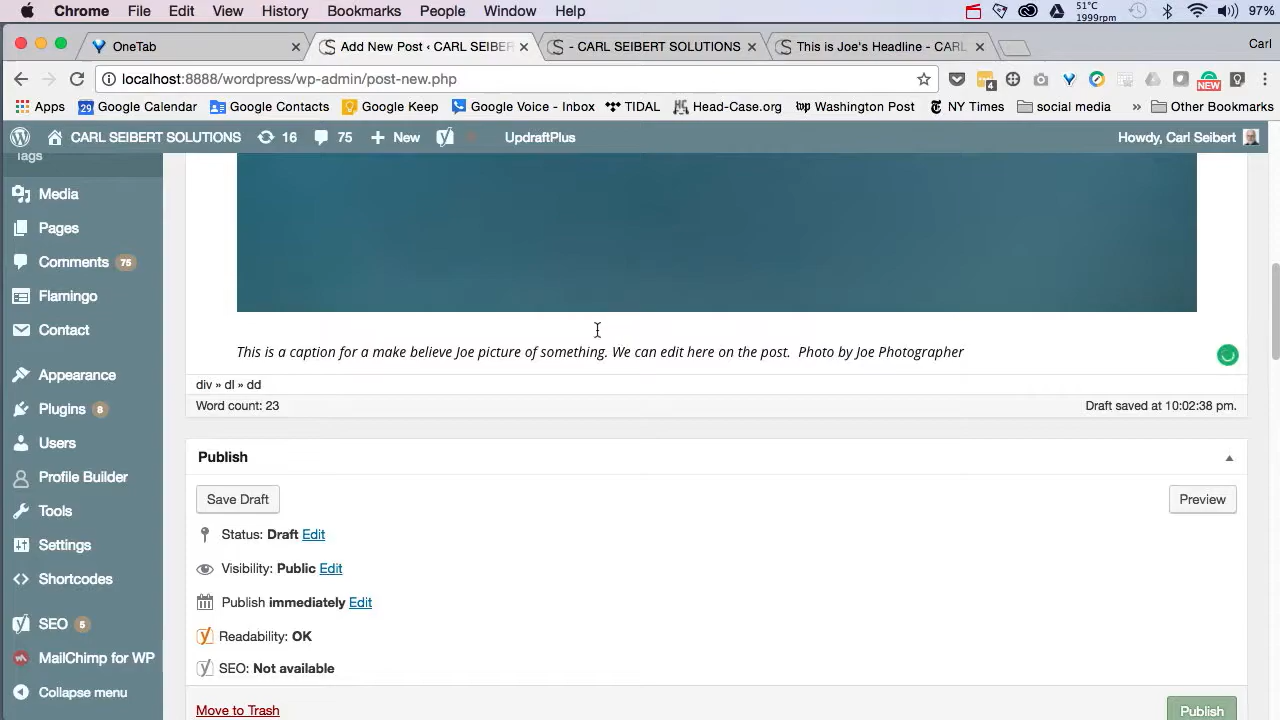 Chrome File Edit View History Bookmarks People Window Help 51°C 1999rpm 97%
OneTab × Add New Post ‹ CARL SEIBER × - CARL SEIBERT SOLUTIONS × This is Joe's Headline - CARL × Carl
localhost:8888/wordpress/wp-admin/post-new.php 4 NEW
Apps 29 Google Calendar Google Contacts Google Keep Google Voice - Inbox TIDAL Head-Case.org wp Washington Post NY Times social media » Other Bookmarks
CARL SEIBERT SOLUTIONS 16 75 + New UpdraftPlus Howdy, Carl Seibert
Tags
Media
Pages
Comments 75
Flamingo
Contact
Appearance
Plugins 8
Users
Profile Builder
Tools
Settings
Shortcodes
SEO 5
MailChimp for WP
Collapse menu
This is a caption for a make believe Joe picture of something. We can edit here on the post. Photo by Joe Photographer
div » dl » dd
Word count: 23 Draft saved at 10:02:38 pm.
Publish
Save Draft Preview
Status: Draft Edit
Visibility: Public Edit
Publish immediately Edit
Readability: OK
SEO: Not available
Move to Trash Publish